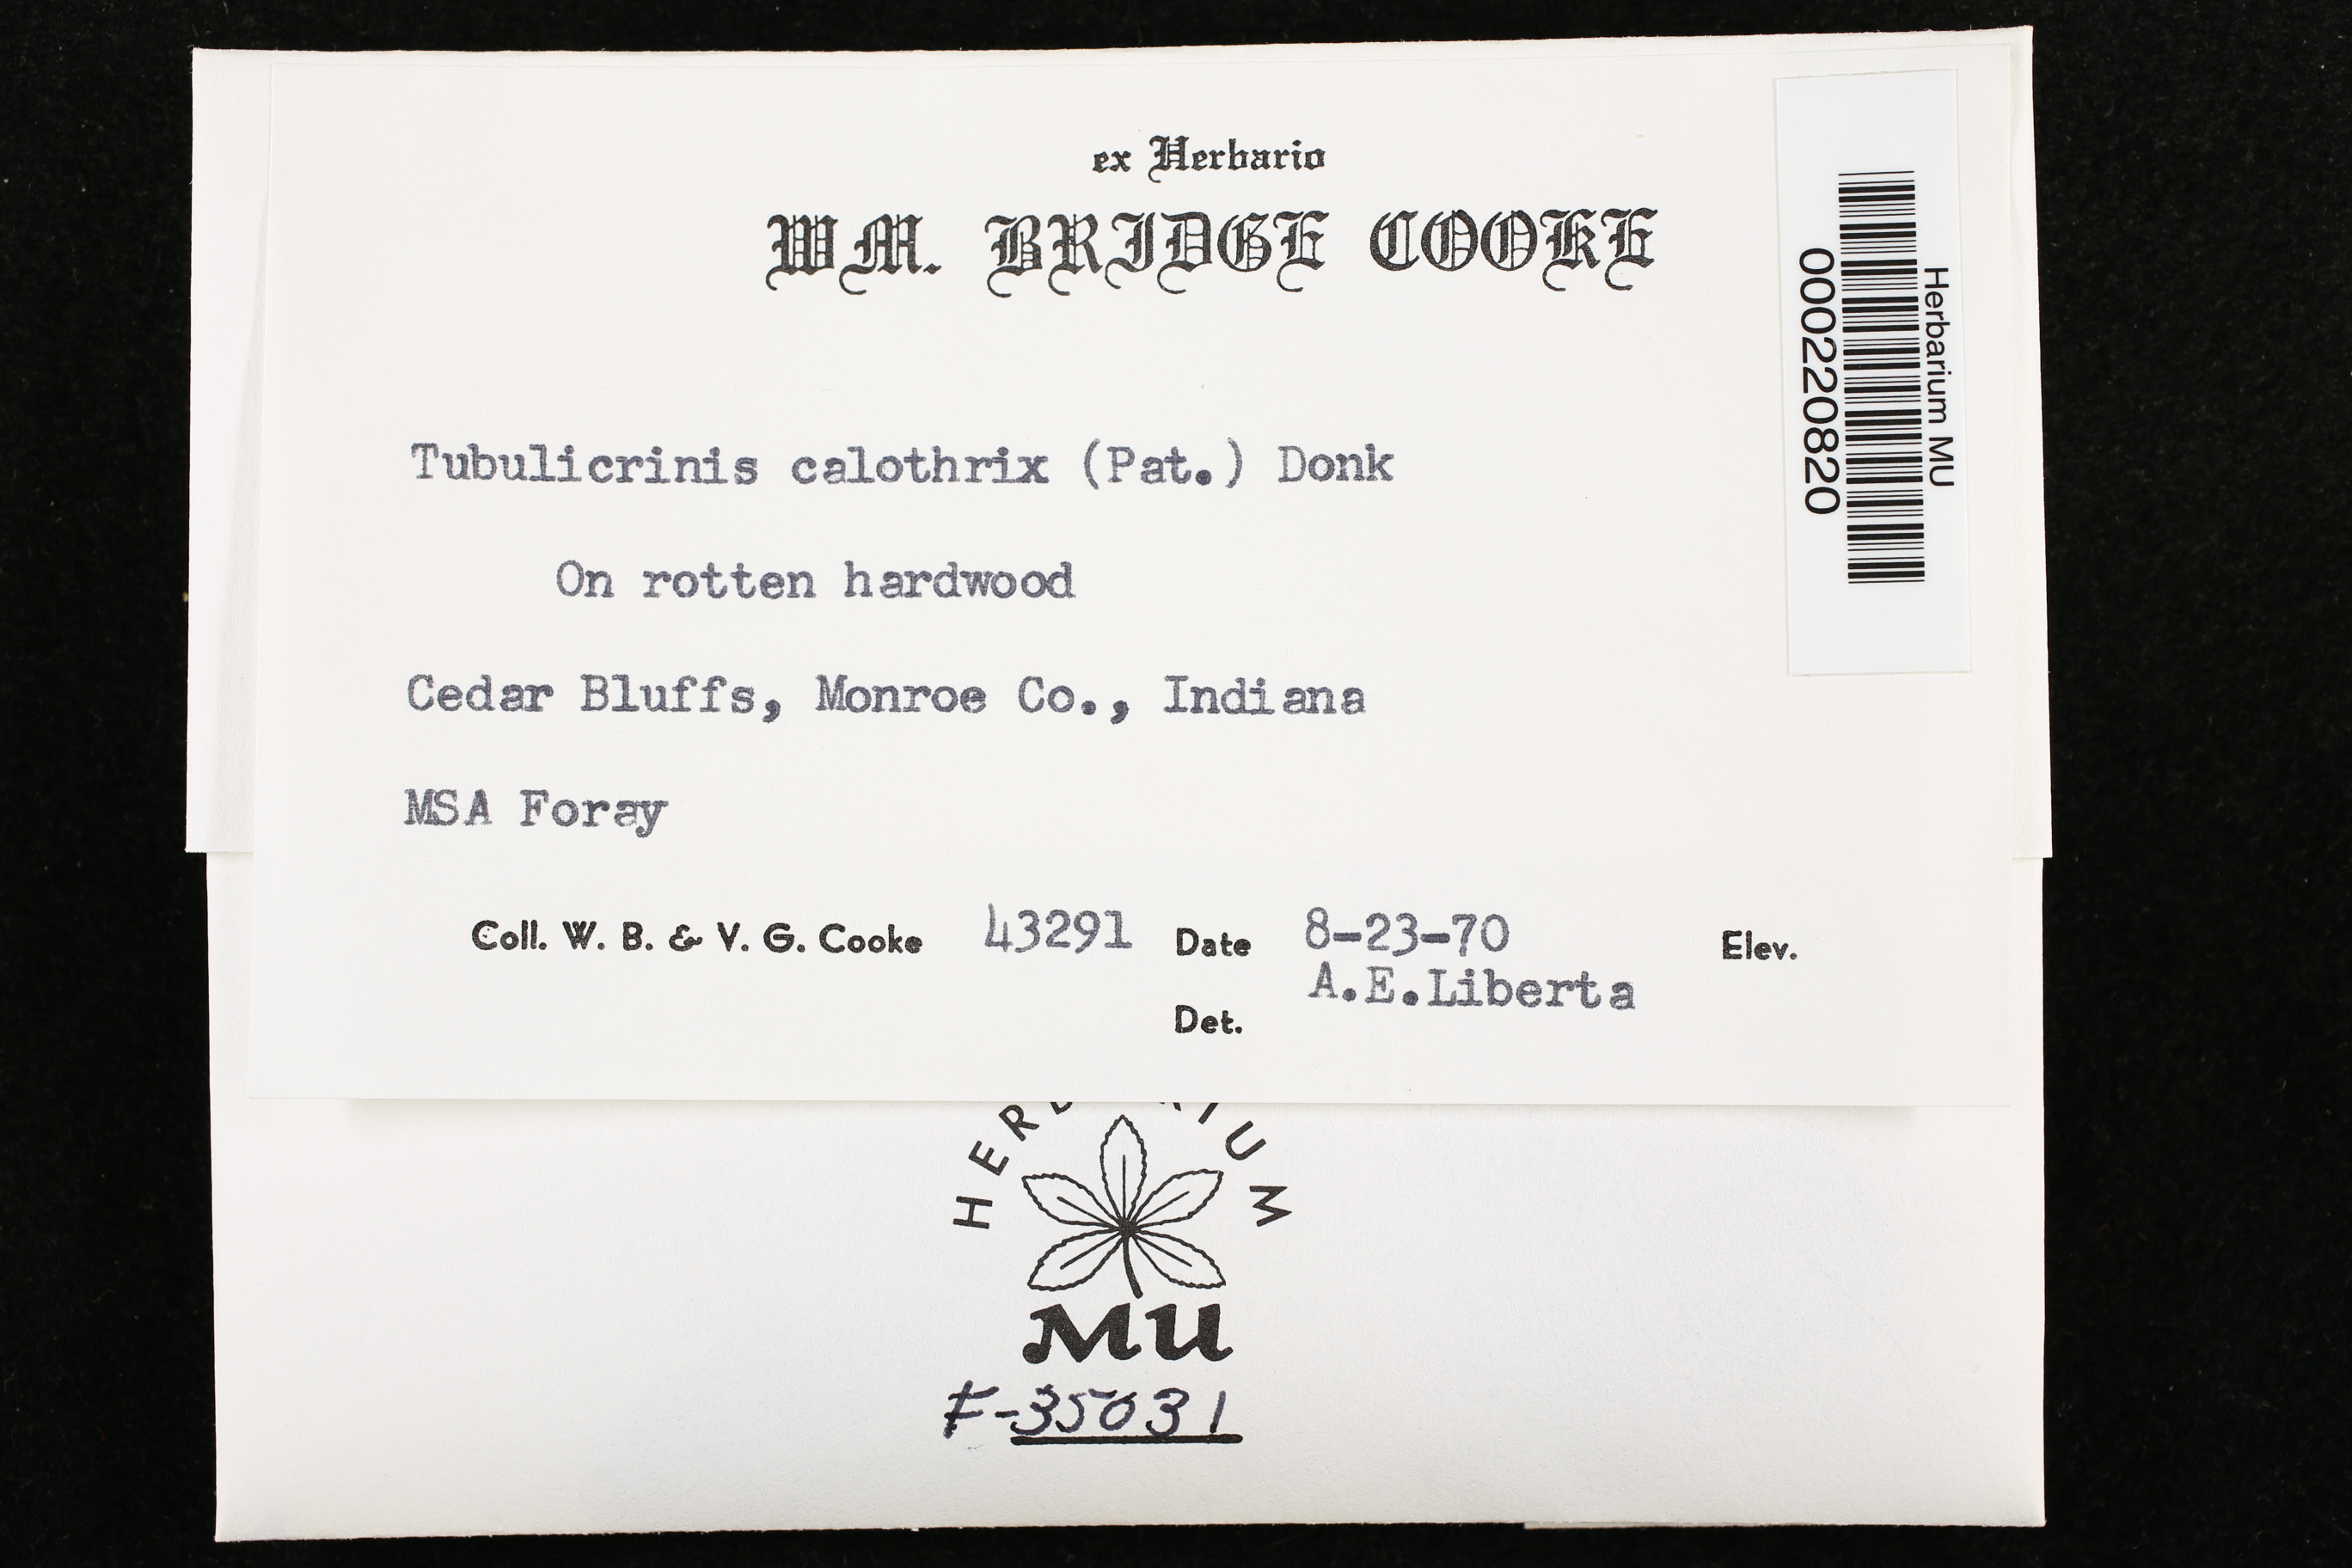 ex Herbario
WM. BRIDGE COOKE
Tubulicrinis calothrix (Pat.) Donk
On rotten hardwood
Cedar Bluffs, Monroe Co., Indiana
MSA Foray
Coll. W. B. & V. G. Cooke 43291 Date 8-23-70 Elev.
A.E.Liberta
Det.
Herbarium MU
000220820
MU
F-35031